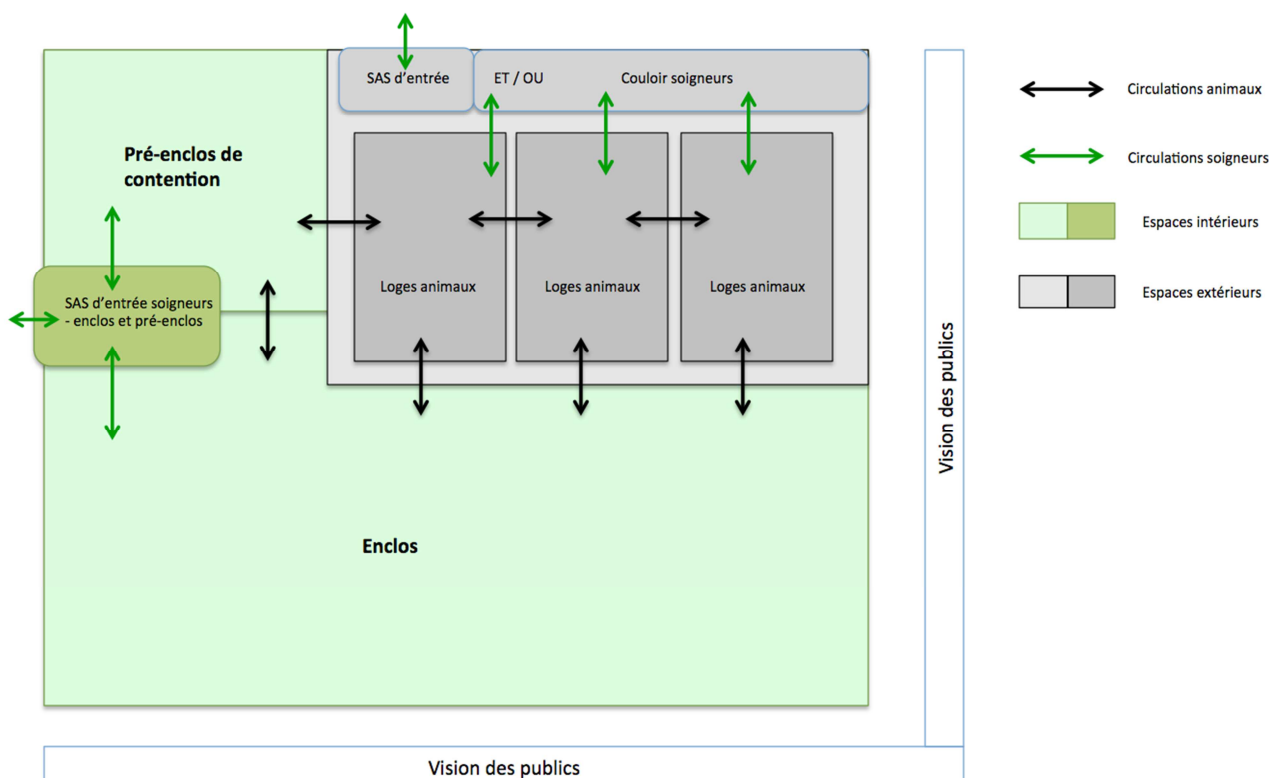 SAS d'entrée
ET / OU
Couloir soigneurs
Pré-enclos de
contention
Loges animaux
Loges animaux
Loges animaux
SAS d'entrée soigneurs
- enclos et pré-enclos
Enclos
Vision des publics
Vision des publics
Circulations animaux
Circulations soigneurs
Espaces intérieurs
Espaces extérieurs